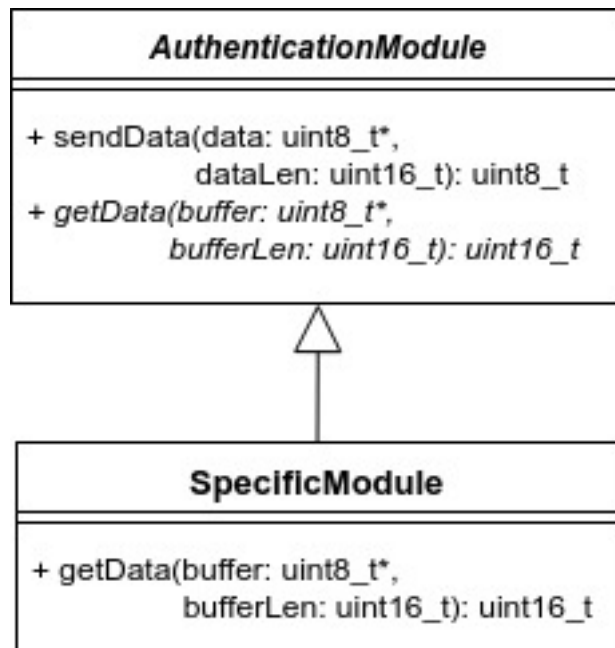 AuthenticationModule
+ sendData(data: uint8_t*,
dataLen: uint16_t): uint8_t
+ getData(buffer: uint8_t*,
bufferLen: uint16_t): uint16_t
SpecificModule
+ getData(buffer: uint8_t*,
bufferLen: uint16_t): uint16_t